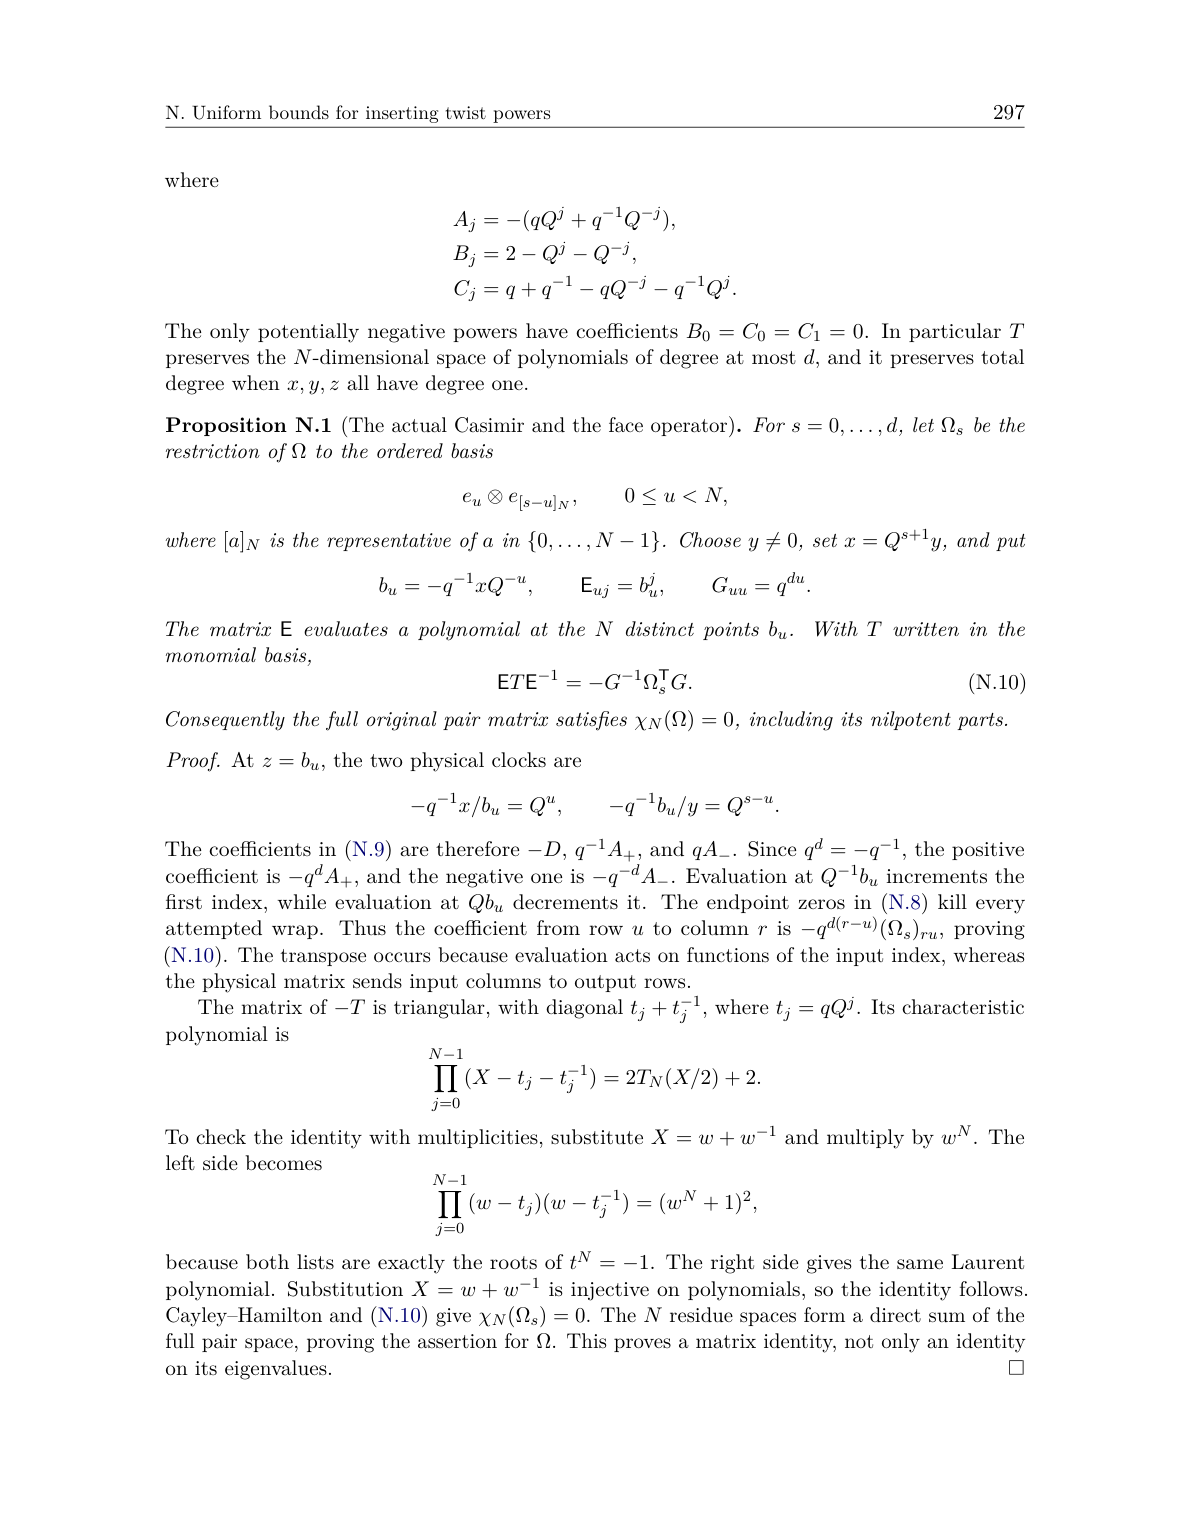 N. Uniform bounds for inserting twist powers 297
where
A_j = −(qQ^j + q^{−1}Q^{−j}),
B_j = 2 − Q^j − Q^{−j},
C_j = q + q^{−1} − qQ^{−j} − q^{−1}Q^j.
The only potentially negative powers have coefficients B_0 = C_0 = C_1 = 0. In particular T
preserves the N-dimensional space of polynomials of degree at most d, and it preserves total
degree when x, y, z all have degree one.
Proposition N.1 (The actual Casimir and the face operator). For s = 0, . . . , d, let Ω_s be the
restriction of Ω to the ordered basis
e_u ⊗ e_{[s−u]_N}, 0 ≤ u < N,
where [a]_N is the representative of a in {0, . . . , N − 1}. Choose y ≠ 0, set x = Q^{s+1}y, and put
b_u = −q^{−1}xQ^{−u}, E_{uj} = b_u^j, G_{uu} = q^{du}.
The matrix E evaluates a polynomial at the N distinct points b_u. With T written in the
monomial basis,
ETE^{−1} = −G^{−1}Ω_s^T G. (N.10)
Consequently the full original pair matrix satisfies χ_N(Ω) = 0, including its nilpotent parts.
Proof. At z = b_u, the two physical clocks are
−q^{−1}x/b_u = Q^u, −q^{−1}b_u/y = Q^{s−u}.
The coefficients in (N.9) are therefore −D, q^{−1}A_+, and qA_−. Since q^d = −q^{−1}, the positive
coefficient is −q^dA_+, and the negative one is −q^{−d}A_−. Evaluation at Q^{−1}b_u increments the
first index, while evaluation at Qb_u decrements it. The endpoint zeros in (N.8) kill every
attempted wrap. Thus the coefficient from row u to column r is −q^{d(r−u)}(Ω_s)_{ru}, proving
(N.10). The transpose occurs because evaluation acts on functions of the input index, whereas
the physical matrix sends input columns to output rows.
The matrix of −T is triangular, with diagonal t_j + t_j^{−1}, where t_j = qQ^j. Its characteristic
polynomial is
∏_{j=0}^{N−1} (X − t_j − t_j^{−1}) = 2T_N(X/2) + 2.
To check the identity with multiplicities, substitute X = w + w^{−1} and multiply by w^N. The
left side becomes
∏_{j=0}^{N−1} (w − t_j)(w − t_j^{−1}) = (w^N + 1)^2,
because both lists are exactly the roots of t^N = −1. The right side gives the same Laurent
polynomial. Substitution X = w + w^{−1} is injective on polynomials, so the identity follows.
Cayley–Hamilton and (N.10) give χ_N(Ω_s) = 0. The N residue spaces form a direct sum of the
full pair space, proving the assertion for Ω. This proves a matrix identity, not only an identity
on its eigenvalues. □